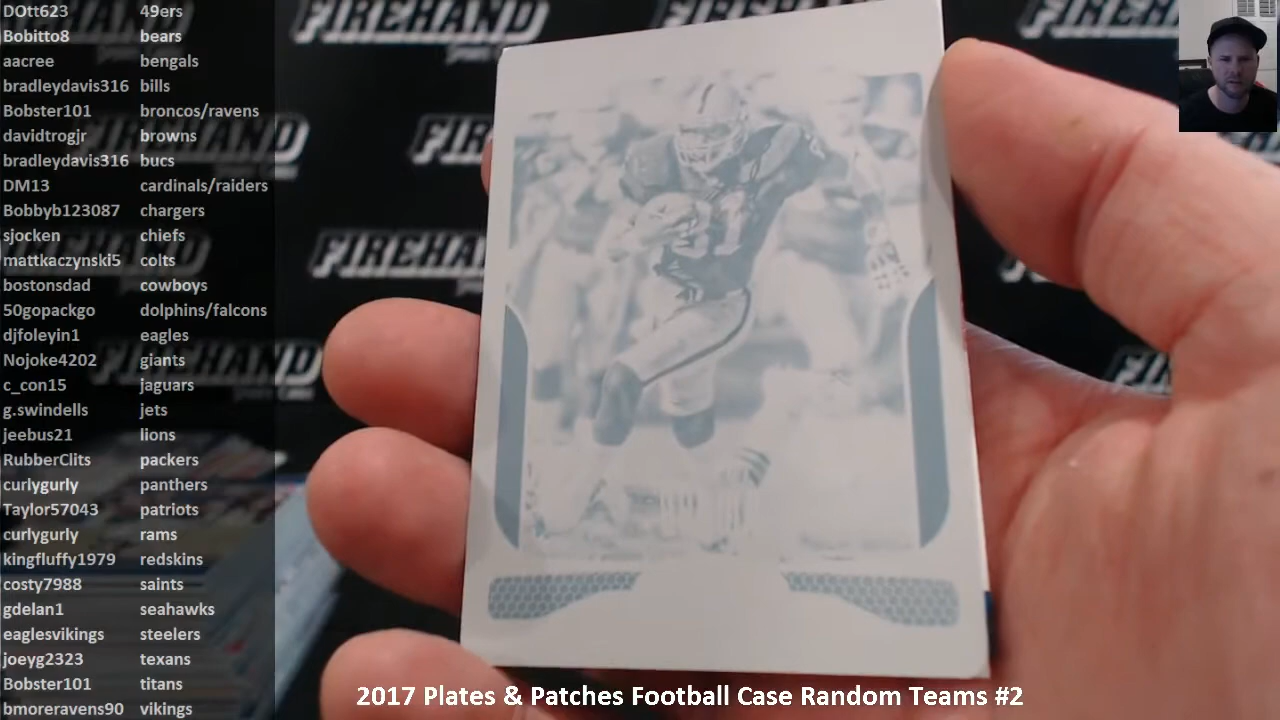 DOtt623 49ers
Bobitto8 bears
aacree bengals
bradleydavis316 bills
Bobster101 broncos/ravens
davidtrogjr browns
bradleydavis316 bucs
DM13 cardinals/raiders
Bobbyb123087 chargers
sjocken chiefs
mattkaczynski5 colts
bostonsdad cowboys
50gopackgo dolphins/falcons
djfoleyin1 eagles
Nojoke4202 giants
c_con15 jaguars
g.swindells jets
jeebus21 lions
RubberClits packers
curlygurly panthers
Taylor57043 patriots
curlygurly rams
kingfluffy1979 redskins
costy7988 saints
gdelan1 seahawks
eaglesvikings steelers
joeyg2323 texans
Bobster101 titans
bmoreravens90 vikings
FIREHAND
FIREHAND
FIREHAND
2017 Plates & Patches Football Case Random Teams #2